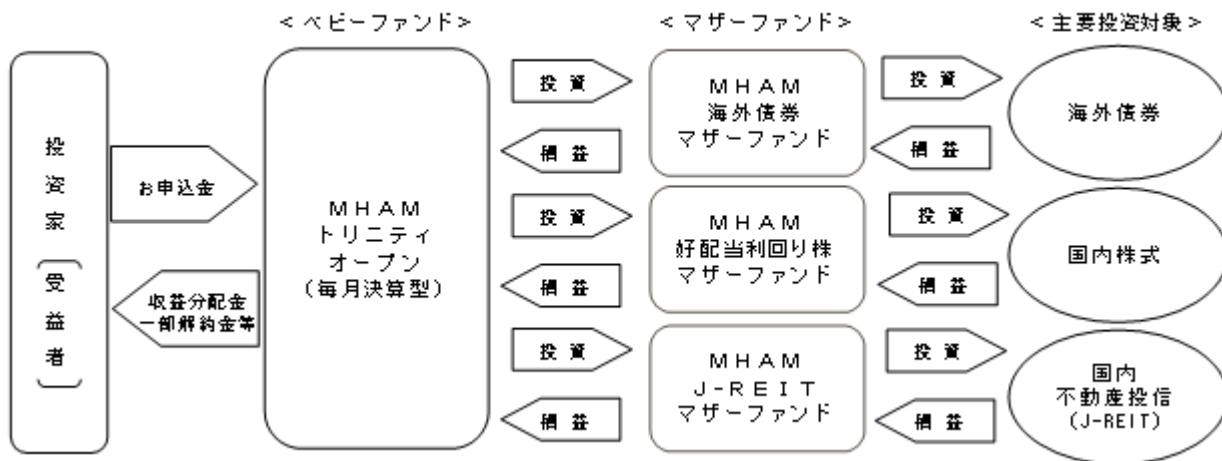 ＜ベビーファンド＞
＜マザーファンド＞
＜主要投資対象＞
投資家（受益者）
お申込金
収益分配金
一部解約金等
ＭＨＡＭ
トリニティ
オープン
（毎月決算型）
投資
損益
投資
損益
投資
損益
ＭＨＡＭ
海外債券
マザーファンド
ＭＨＡＭ
好配当利回り株
マザーファンド
ＭＨＡＭ
Ｊ-ＲＥＩＴ
マザーファンド
投資
損益
投資
損益
投資
損益
海外債券
国内株式
国内
不動産投信
(J-REIT)